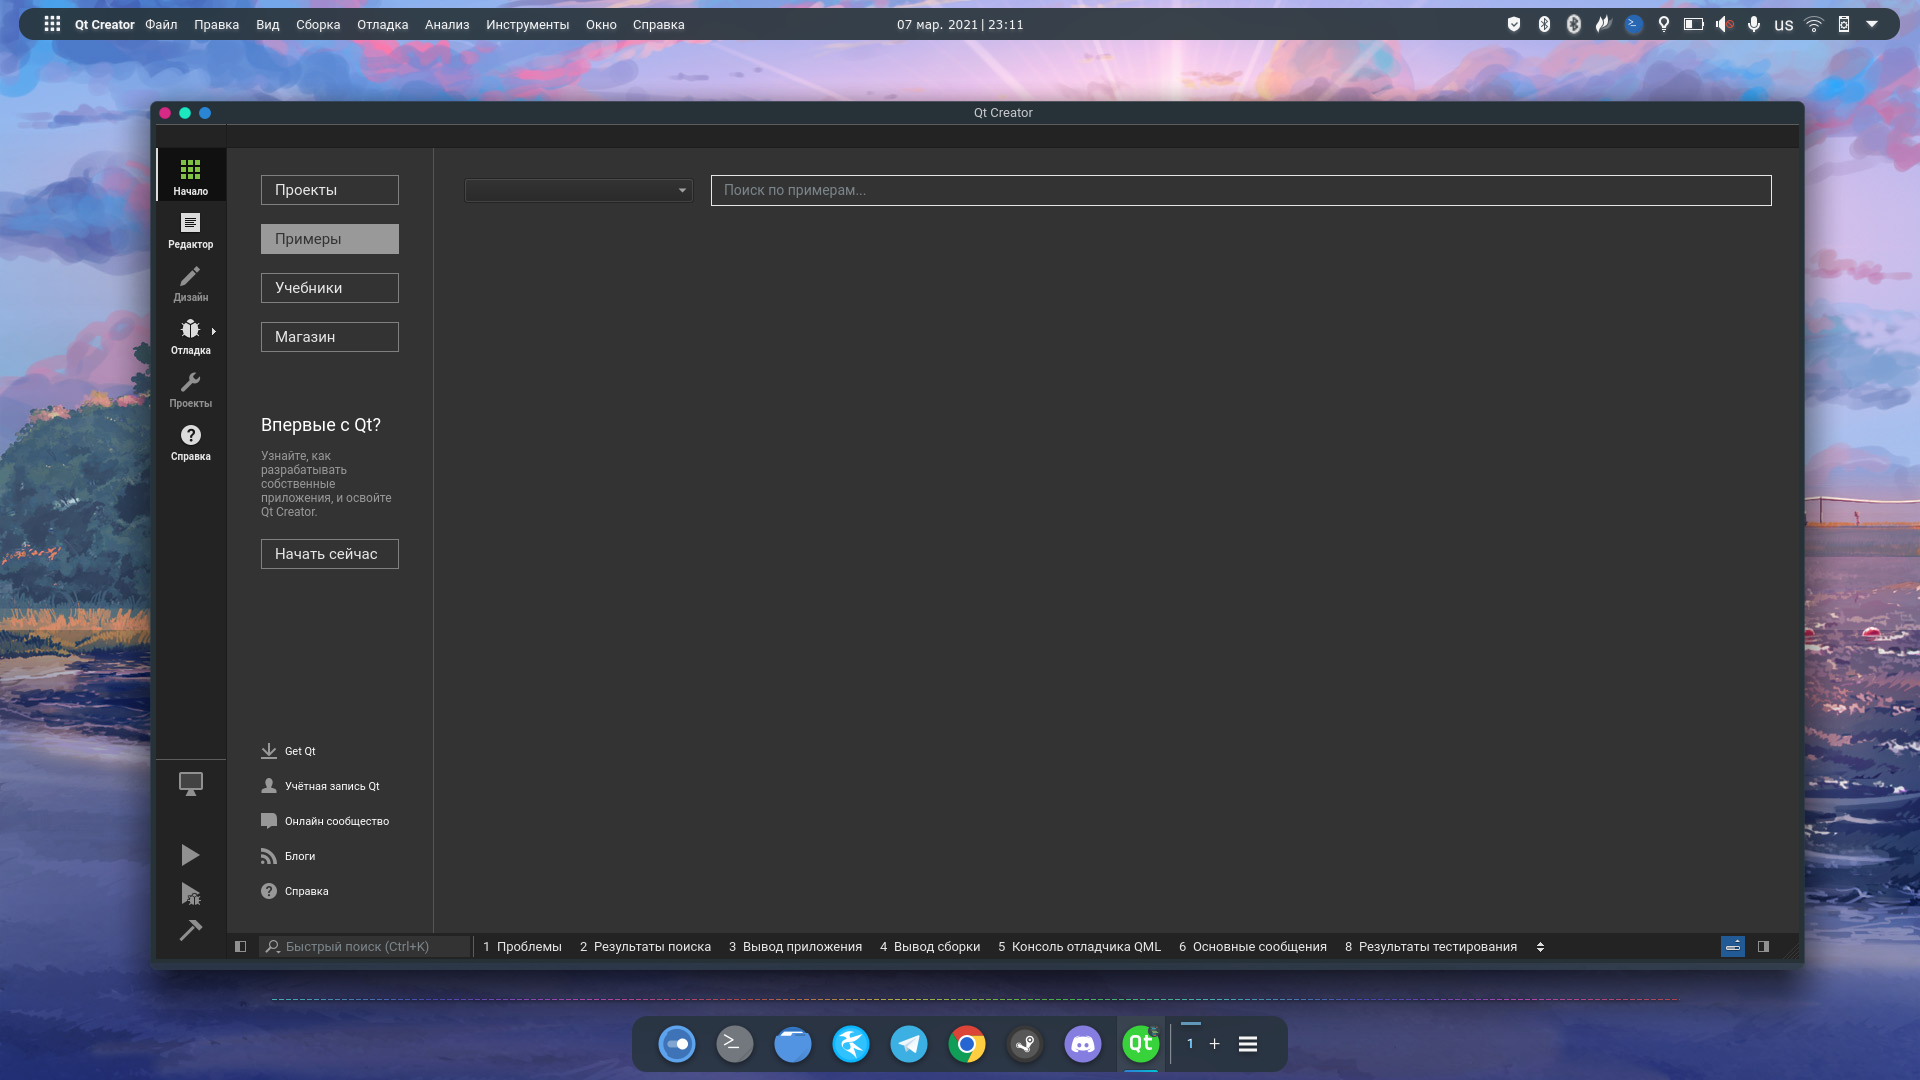 Qt Creator Файл Правка Вид Сборка Отладка Анализ Инструменты Окно Справка
07 мар. 2021 | 23:11
us
Qt Creator
Начало
Редактор
Дизайн
Отладка
Проекты
Справка
Проекты
Примеры
Учебники
Магазин
Впервые с Qt?
Узнайте, как
разрабатывать
собственные
приложения, и освойте
Qt Creator.
Начать сейчас
Get Qt
Учётная запись Qt
Онлайн сообщество
Блоги
Справка
Поиск по примерам...
Быстрый поиск (Ctrl+K)
1 Проблемы 2 Результаты поиска 3 Вывод приложения 4 Вывод сборки 5 Консоль отладчика QML 6 Основные сообщения 8 Результаты тестирования
Qt
1 +